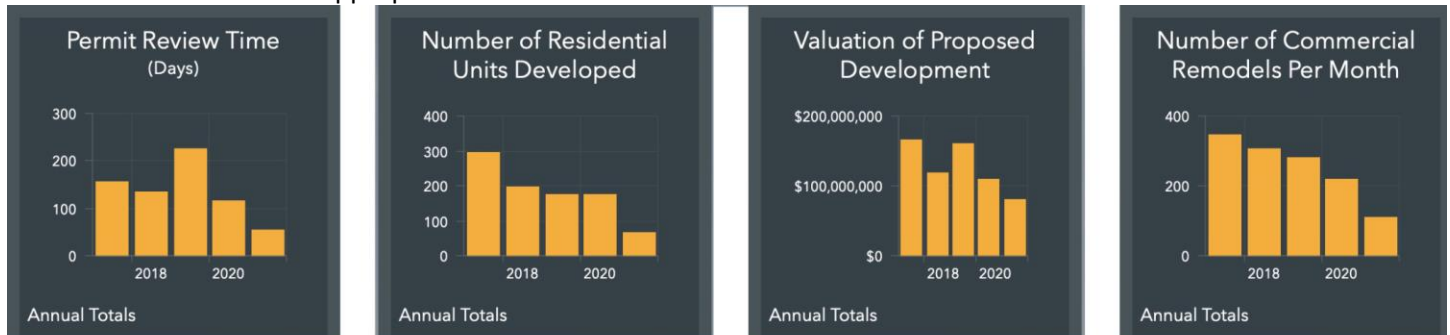 Permit Review Time
(Days)
300
200
100
0
2018
2020
Annual Totals
Number of Residential
Units Developed
400
300
200
100
0
2018
2020
Annual Totals
Valuation of Proposed
Development
$200,000,000
$100,000,000
$0
2018
2020
Annual Totals
Number of Commercial
Remodels Per Month
400
200
0
2018
2020
Annual Totals